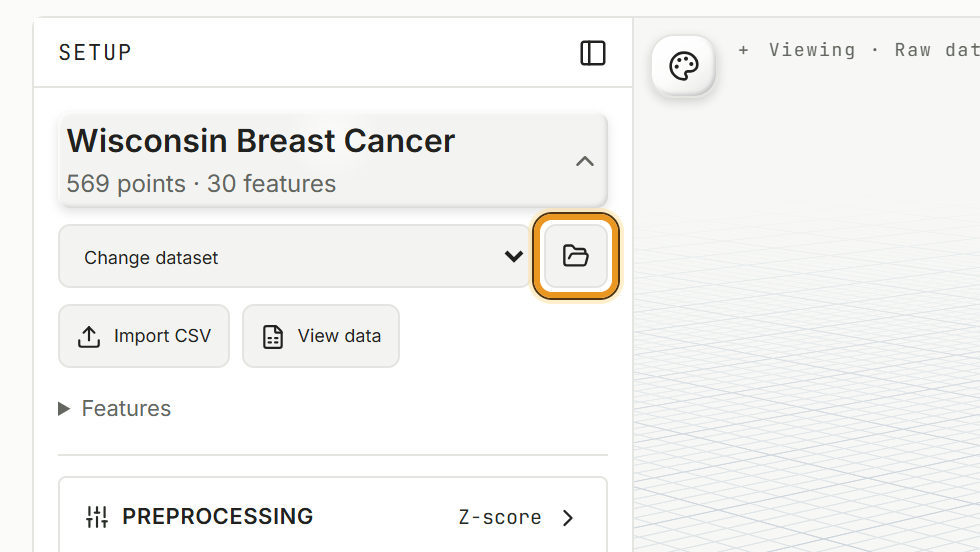 SETUP
+ Viewing · Raw
Wisconsin Breast Cancer
569 points · 30 features
Change dataset
Import CSV
View data
Features
PREPROCESSING
Z-score